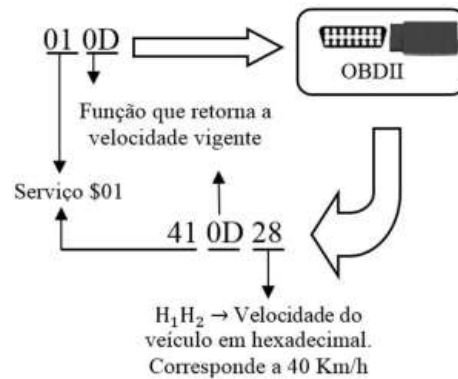 01 0D
OBDII
Função que retorna a
velocidade vigente
Serviço $01
41 0D 28
H₁H₂ → Velocidade do
veículo em hexadecimal.
Corresponde a 40 Km/h